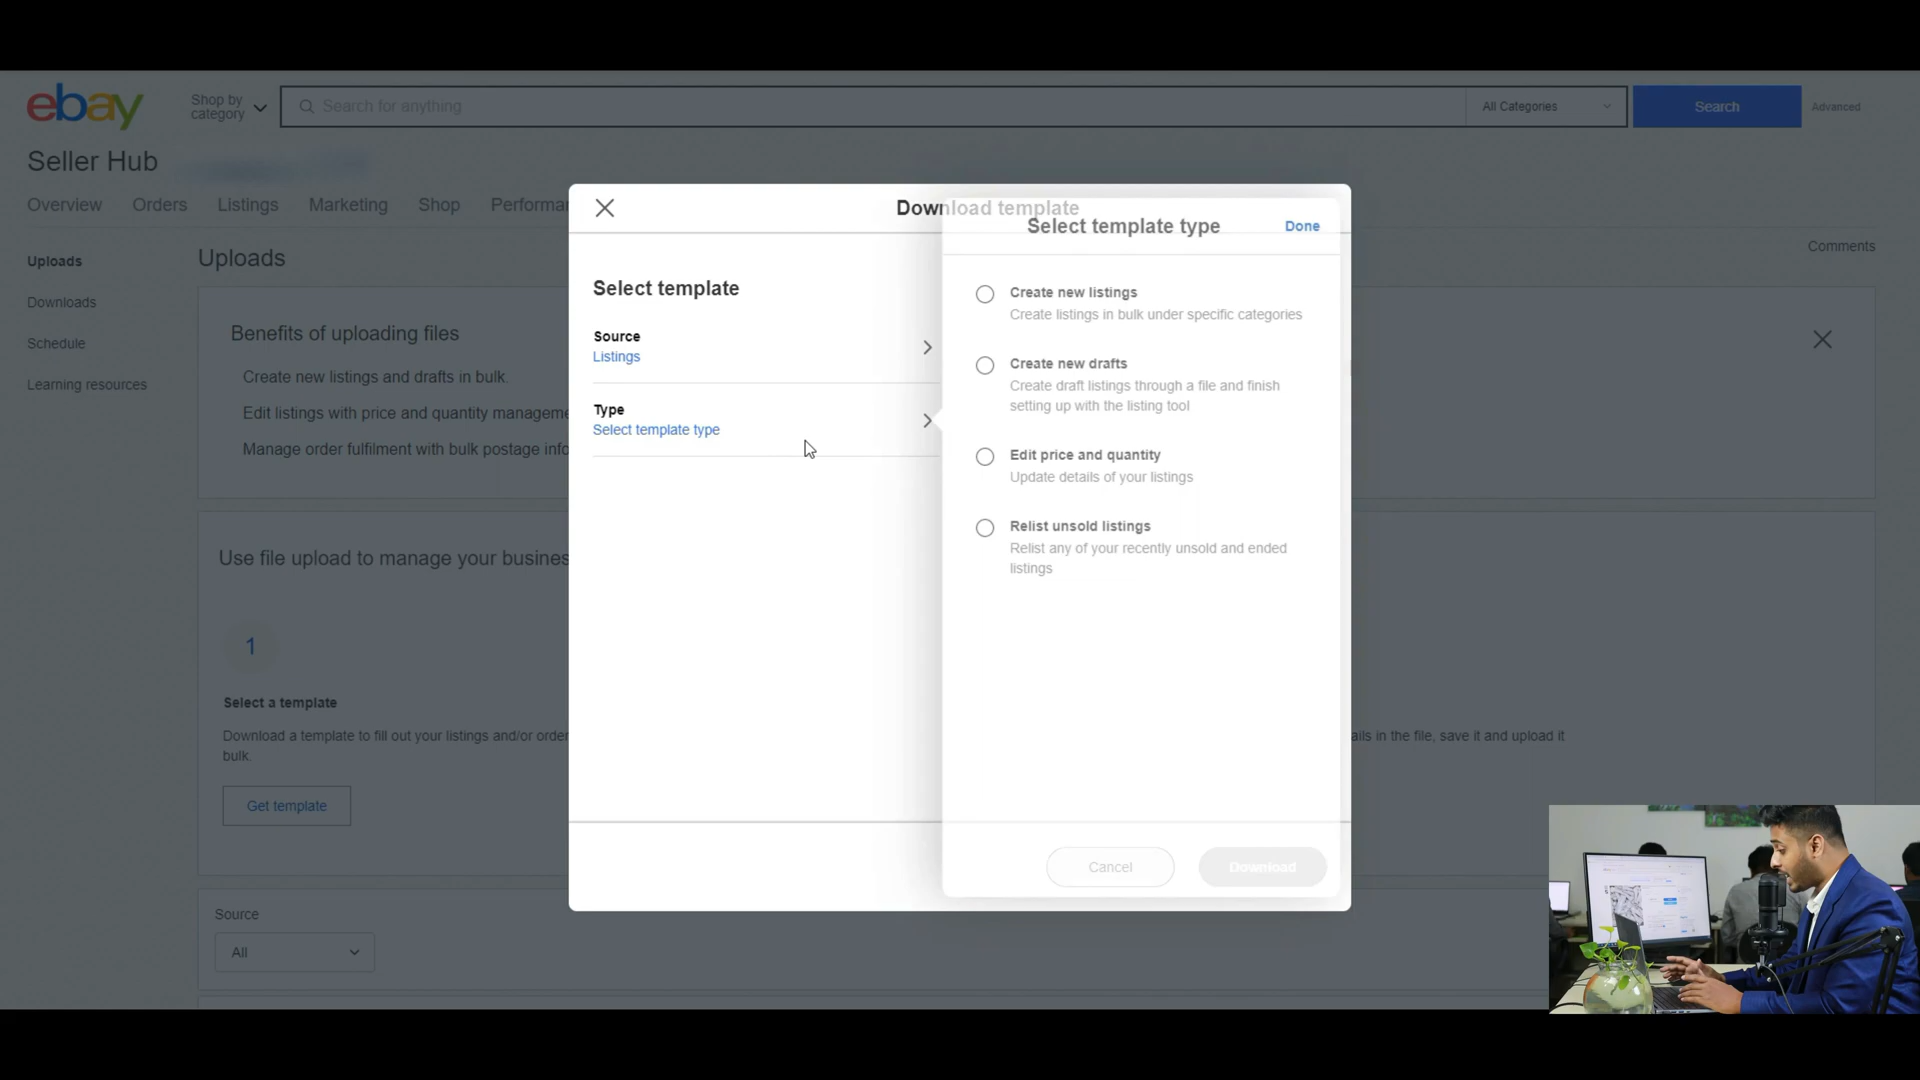 ebay
Shop by
category
Search for anything
All Categories
Search
Advanced
Seller Hub
Overview
Orders
Listings
Marketing
Shop
Performan
Comments
Uploads
Downloads
Schedule
Learning resources
Uploads
Benefits of uploading files
Create new listings and drafts in bulk.
Edit listings with price and quantity manageme
Manage order fulfilment with bulk postage info
Use file upload to manage your business
1
Select a template
Download a template to fill out your listings and/or order
bulk.
Get template
ails in the file, save it and upload it
Source
All
Download template
Select template
Source
Listings
Type
Select template type
Select template type
Done
Create new listings
Create listings in bulk under specific categories
Create new drafts
Create draft listings through a file and finish
setting up with the listing tool
Edit price and quantity
Update details of your listings
Relist unsold listings
Relist any of your recently unsold and ended
listings
Cancel
Download